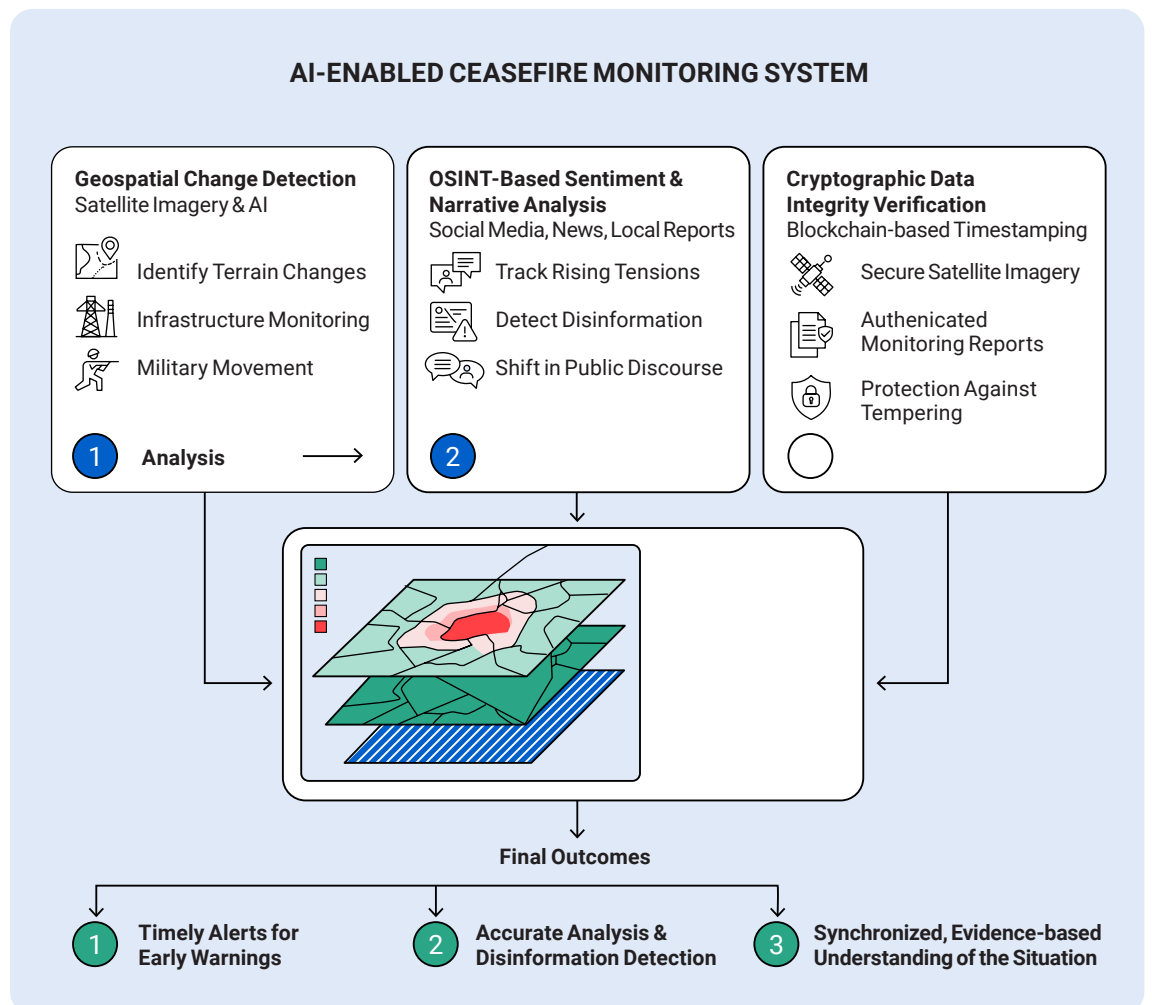 AI-ENABLED CEASEFIRE MONITORING SYSTEM
Geospatial Change Detection
Satellite Imagery & AI
Identify Terrain Changes
Infrastructure Monitoring
Military Movement
1
Analysis
OSINT-Based Sentiment &
Narrative Analysis
Social Media, News, Local Reports
Track Rising Tensions
Detect Disinformation
Shift in Public Discourse
2
Cryptographic Data
Integrity Verification
Blockchain-based Timestamping
Secure Satellite Imagery
Authenicated
Monitoring Reports
Protection Against
Tempering
Final Outcomes
1
Timely Alerts for
Early Warnings
2
Accurate Analysis &
Disinformation Detection
3
Synchronized, Evidence-based
Understanding of the Situation